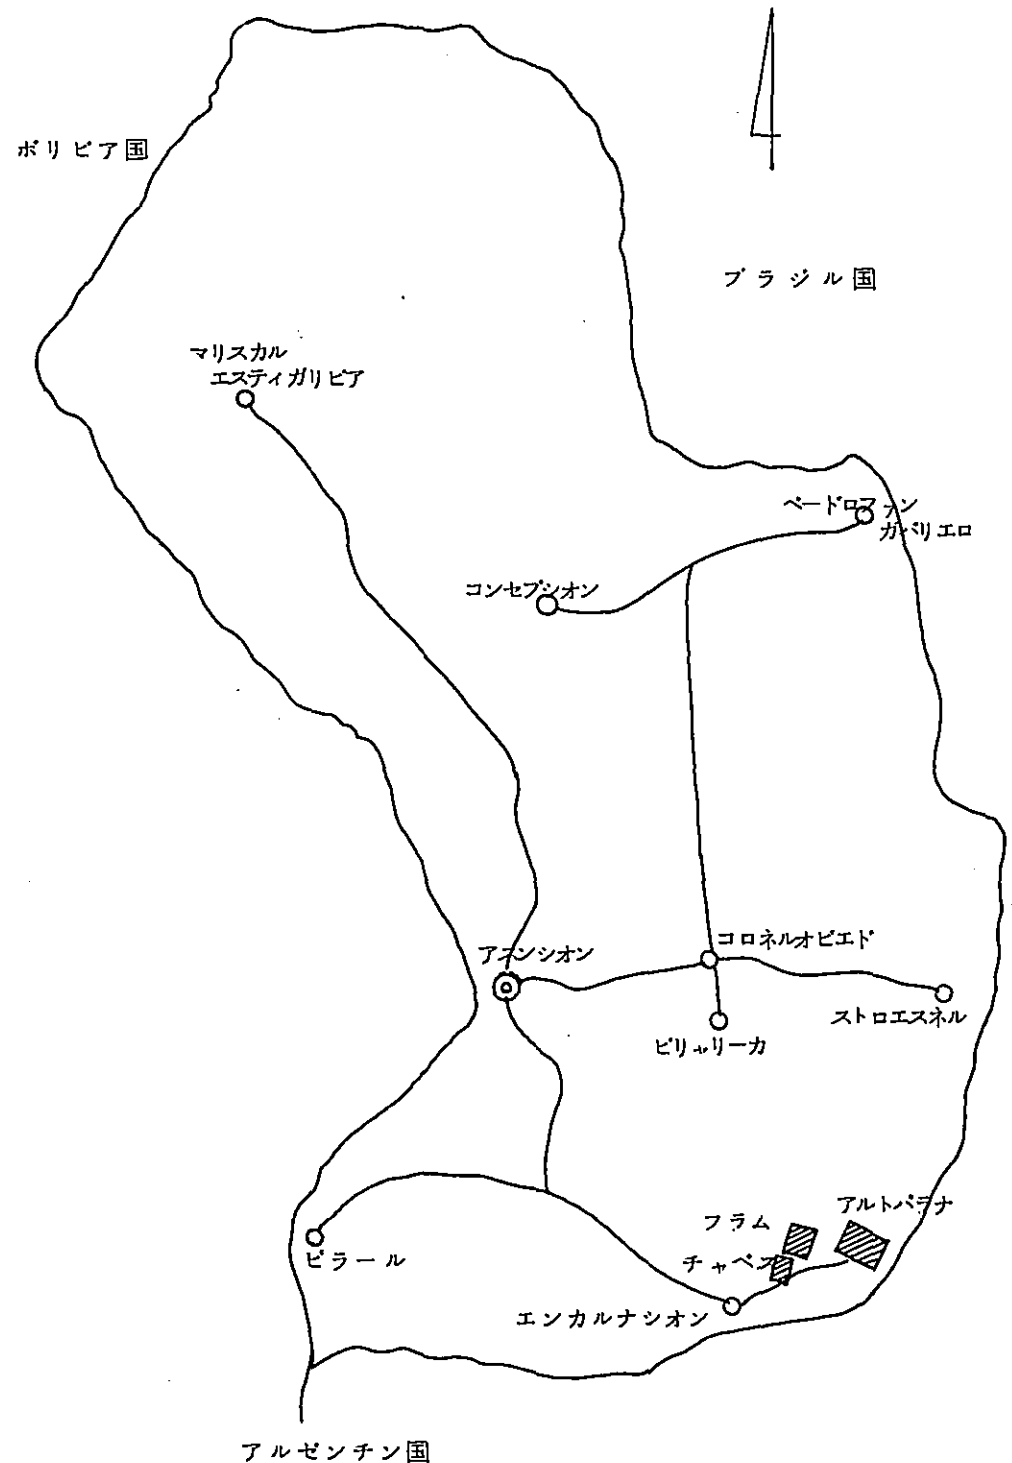 ボリビア国
ブラジル国
マリスカル
エスティガリビア
ペードロファン
ガバリエロ
コンセプシオン
アスンシオン
コロネルオビエド
ストロエスネル
ビリャリーカ
アルトパラナ
フラム
チャベス
ピラール
エンカルナシオン
アルゼンチン国